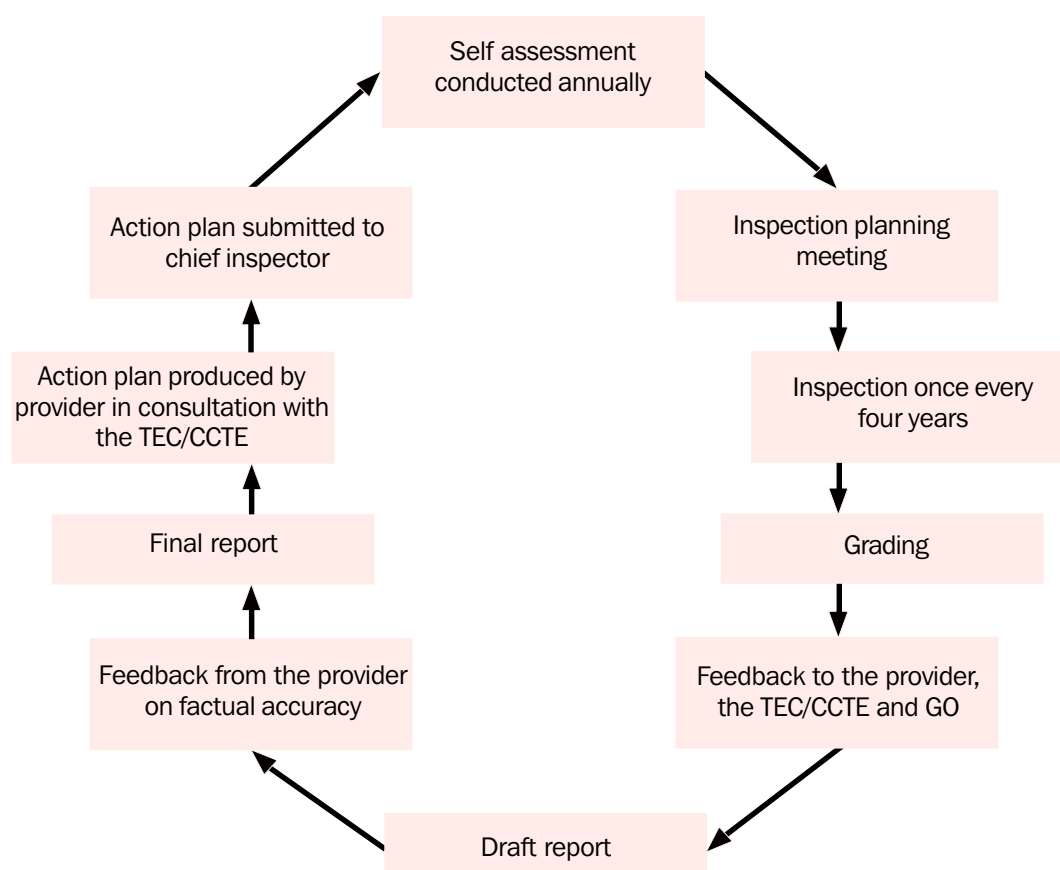 Self assessment
conducted annually
Inspection planning
meeting
Inspection once every
four years
Grading
Feedback to the provider,
the TEC/CCTE and GO
Draft report
Feedback from the provider
on factual accuracy
Final report
Action plan produced by
provider in consultation with
the TEC/CCTE
Action plan submitted to
chief inspector